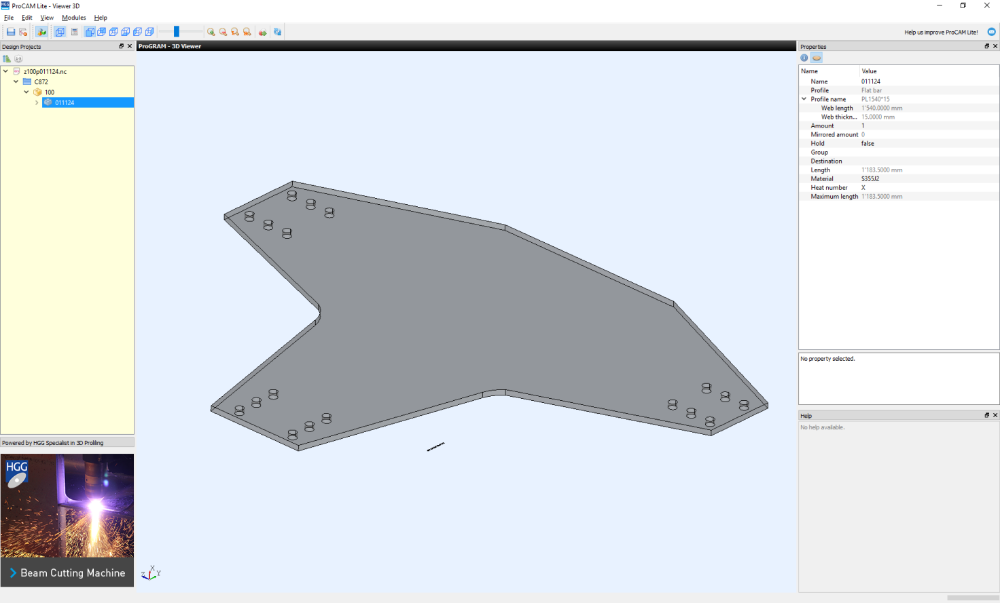 ProCAM Lite - Viewer 3D
File Edit View Modules Help
Help us improve ProCAM Lite!
Design Projects
z100p011124.nc
C872
100
011124
Powered by HGG Specialist in 3D Profiling
HGG
Beam Cutting Machine
ProGRAM - 3D Viewer
X
Z Y
Properties
Name Value
Name 011124
Profile Flat bar
Profile name PL1540*15
Web length 1'540.0000 mm
Web thickn... 15.0000 mm
Amount 1
Mirrored amount 0
Hold false
Group
Destination
Length 1'183.5000 mm
Material S355J2
Heat number X
Maximum length 1'183.5000 mm
No property selected.
Help
No help available.